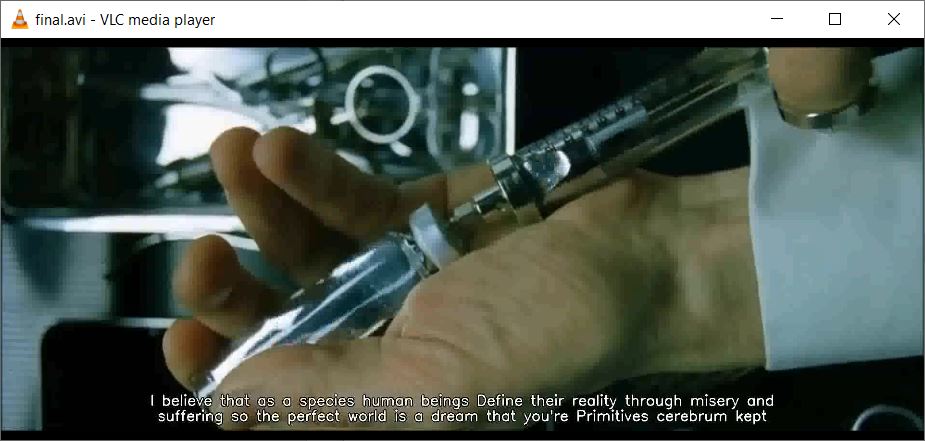 final.avi - VLC media player
I believe that as a species human beings Define their reality through misery and
suffering so the perfect world is a dream that you're Primitives cerebrum kept